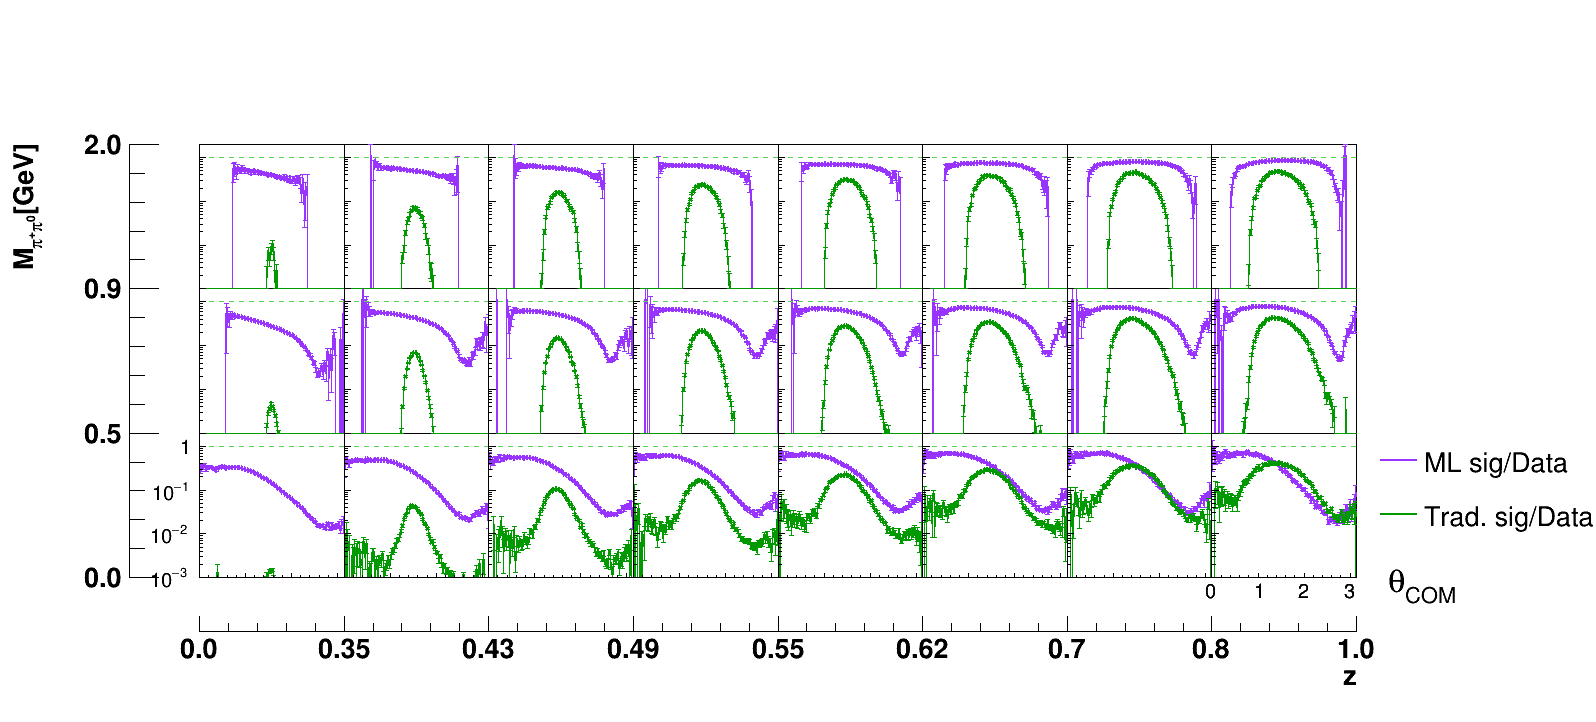 M π⁺π⁰ [GeV]
2.0
0.9
0.5
0.0
1
10⁻¹
10⁻²
10⁻³
ML sig/Data
Trad. sig/Data
0 1 2 3
θ COM
0.0 0.35 0.43 0.49 0.55 0.62 0.7 0.8 1.0
z